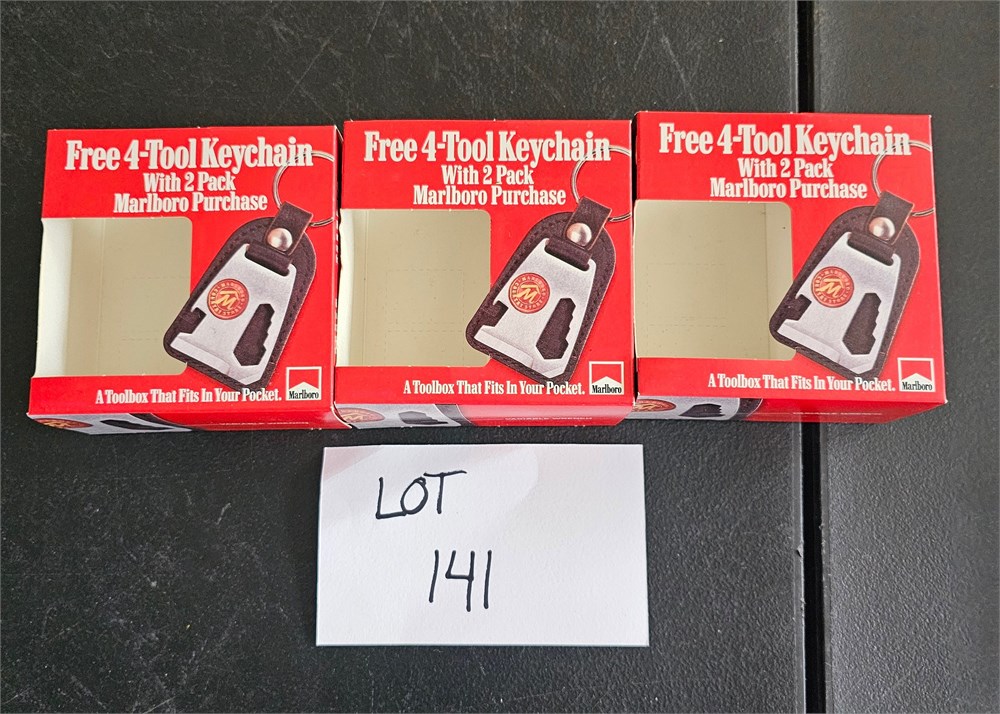 Free 4-Tool Keychain
With 2 Pack
Marlboro Purchase
A Toolbox That Fits In Your Pocket.
Marlboro
Free 4-Tool Keychain
With 2 Pack
Marlboro Purchase
A Toolbox That Fits In Your Pocket.
Marlboro
Free 4-Tool Keychain
With 2 Pack
Marlboro Purchase
A Toolbox That Fits In Your Pocket.
Marlboro
LOT
141